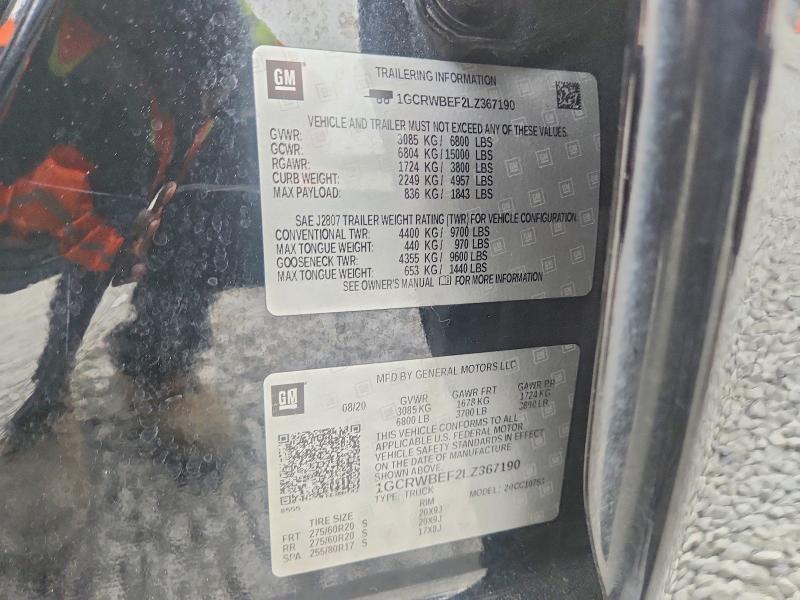 GM
TRAILERING INFORMATION
1GCRWBEF2LZ367190
VEHICLE AND TRAILER MUST NOT EXCEED ANY OF THESE VALUES.
GVWR: 3085 KG/ 6800 LBS
GCWR: 6804 KG/ 15000 LBS
RGAWR: 1724 KG/ 3800 LBS
CURB WEIGHT: 2249 KG/ 4957 LBS
MAX PAYLOAD: 836 KG/ 1843 LBS
SAE J2807 TRAILER WEIGHT RATING (TWR) FOR VEHICLE CONFIGURATION.
CONVENTIONAL TWR: 4400 KG/ 9700 LBS
MAX TONGUE WEIGHT: 440 KG/ 970 LBS
GOOSENECK TWR: 4355 KG/ 9600 LBS
MAX TONGUE WEIGHT: 653 KG/ 1440 LBS
SEE OWNER'S MANUAL FOR MORE INFORMATION
GM
MFD BY GENERAL MOTORS LLC
08/20 GVWR GAWR FRT GAWR RR
3085 KG 1678 KG 1724 KG
6800 LB 3700 LB 3800 LB
THIS VEHICLE CONFORMS TO ALL
APPLICABLE U.S. FEDERAL MOTOR
VEHICLE SAFETY STANDARDS IN EFFECT
ON THE DATE OF MANUFACTURE
SHOWN ABOVE.
1GCRWBEF2LZ367190
TYPE: TRUCK MODEL:
TIRE SIZE RIM
FRT 275/60R20 S 20X9J
RR 275/60R20 S 20X9J
SPA 255/80R17 S 17X8J